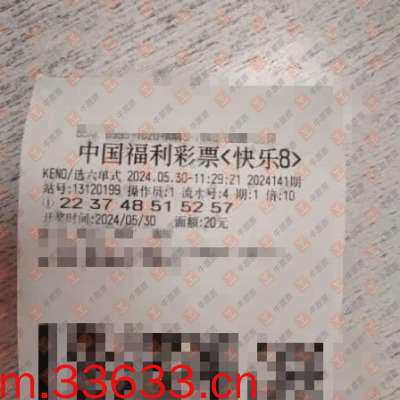 中国福利彩票<快乐8>
KENO/选六单式 2024.05.30-11:29:21 2024141期
站号:13120199 操作员:1 流水号:4 期:1 倍:10
① 22 37 48 51 52 57
开奖时间:2024/05/30 面额:20元
m.33633.cn